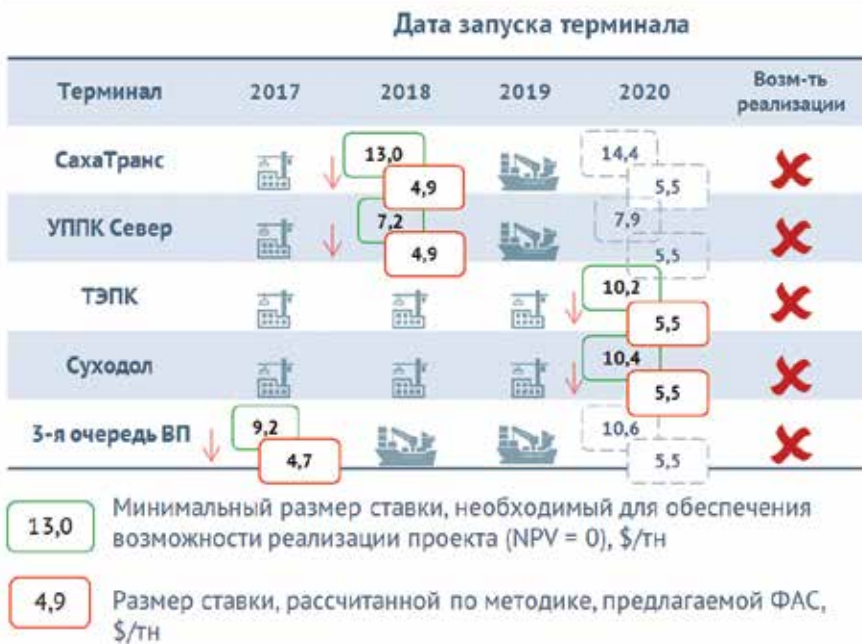 Дата запуска терминала
Терминал 2017 2018 2019 2020 Возм-ть реализации
СахаТранс 13,0 4,9 14,4 5,5
УППК Север 7,2 4,9 7,9 5,5
ТЭПК 10,2 5,5
Суходол 10,4 5,5
3-я очередь ВП 9,2 4,7 10,6 5,5
13,0 Минимальный размер ставки, необходимый для обеспечения
возможности реализации проекта (NPV = 0), $/тн
4,9 Размер ставки, рассчитанной по методике, предлагаемой ФАС,
$/тн